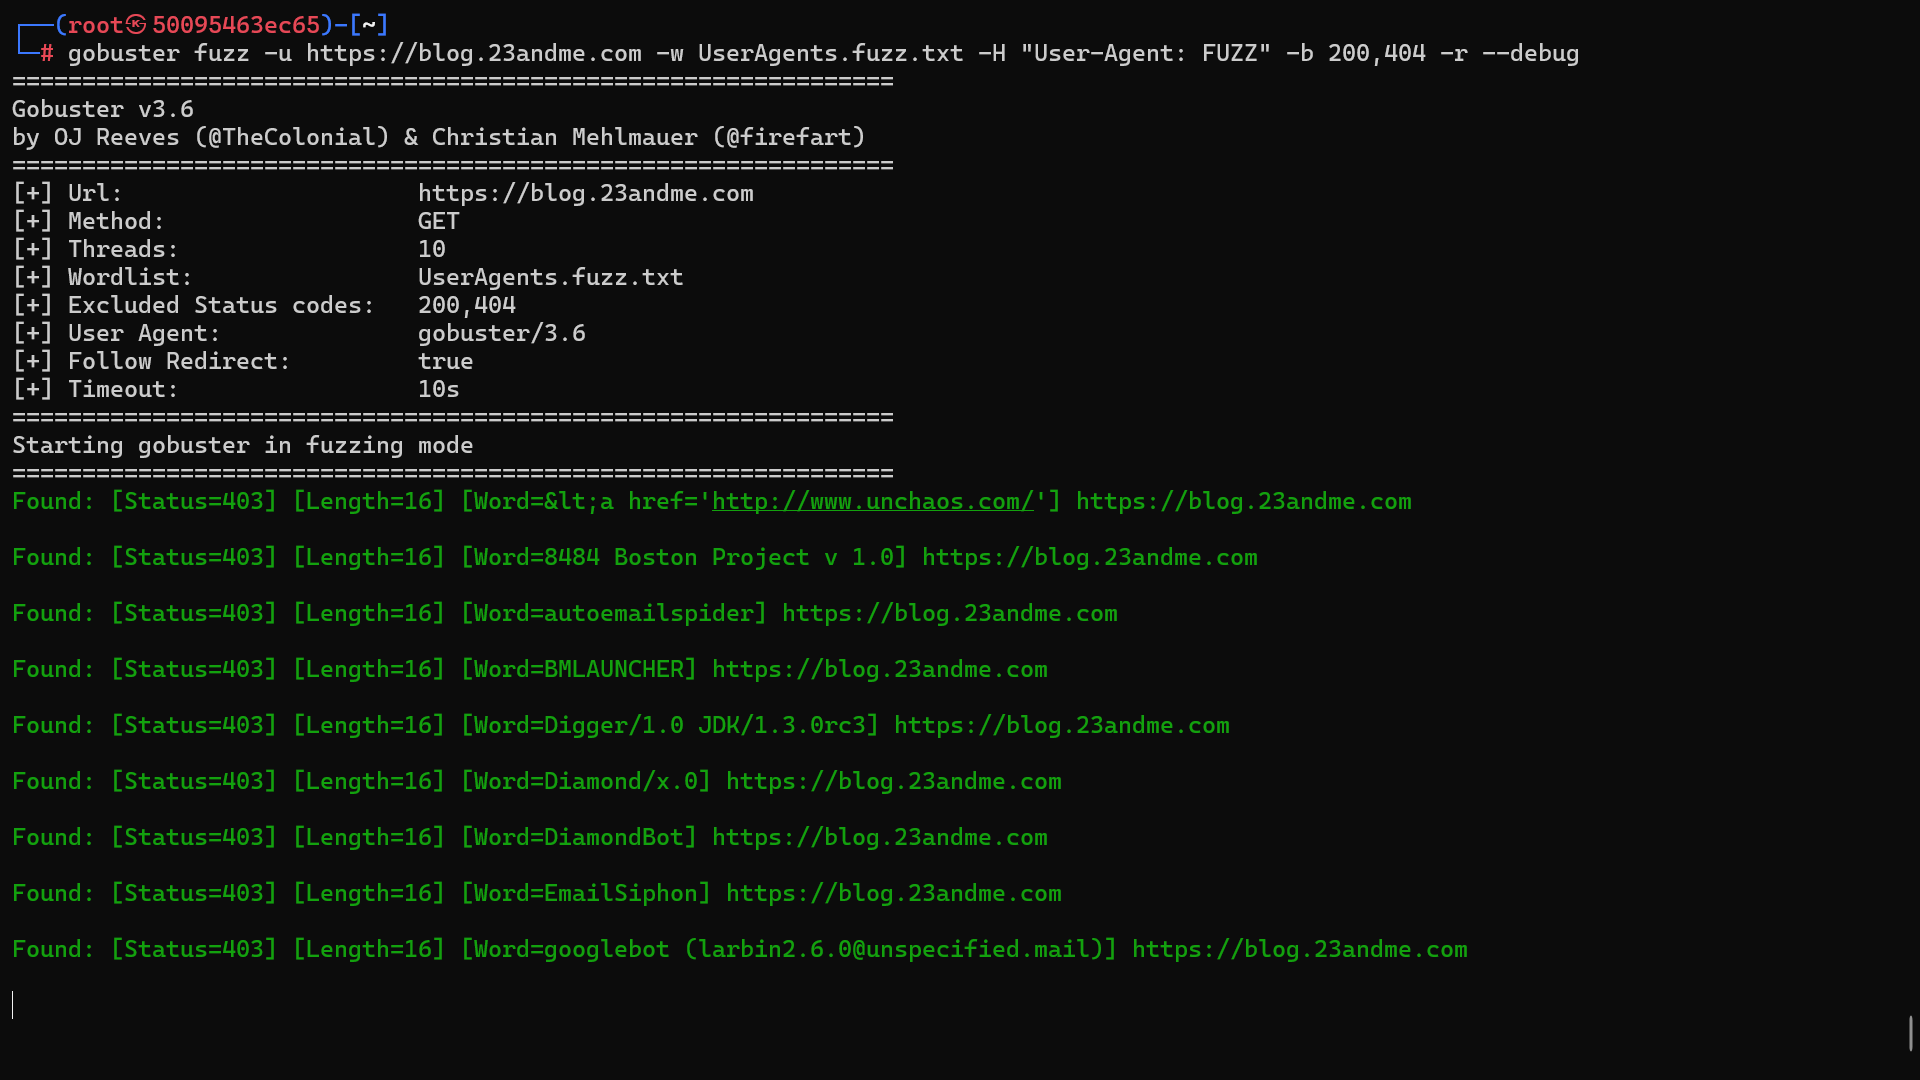 ┌──(root㉿50095463ec65)-[~]
└─# gobuster fuzz -u https://blog.23andme.com -w UserAgents.fuzz.txt -H "User-Agent: FUZZ" -b 200,404 -r --debug
===============================================================
Gobuster v3.6
by OJ Reeves (@TheColonial) & Christian Mehlmauer (@firefart)
===============================================================
[+] Url:                     https://blog.23andme.com
[+] Method:                  GET
[+] Threads:                 10
[+] Wordlist:                UserAgents.fuzz.txt
[+] Excluded Status codes:   200,404
[+] User Agent:              gobuster/3.6
[+] Follow Redirect:         true
[+] Timeout:                 10s
===============================================================
Starting gobuster in fuzzing mode
===============================================================
Found: [Status=403] [Length=16] [Word=&lt;a href='http://www.unchaos.com/'] https://blog.23andme.com
Found: [Status=403] [Length=16] [Word=8484 Boston Project v 1.0] https://blog.23andme.com
Found: [Status=403] [Length=16] [Word=autoemailspider] https://blog.23andme.com
Found: [Status=403] [Length=16] [Word=BMLAUNCHER] https://blog.23andme.com
Found: [Status=403] [Length=16] [Word=Digger/1.0 JDK/1.3.0rc3] https://blog.23andme.com
Found: [Status=403] [Length=16] [Word=Diamond/x.0] https://blog.23andme.com
Found: [Status=403] [Length=16] [Word=DiamondBot] https://blog.23andme.com
Found: [Status=403] [Length=16] [Word=EmailSiphon] https://blog.23andme.com
Found: [Status=403] [Length=16] [Word=googlebot (larbin2.6.0@unspecified.mail)] https://blog.23andme.com